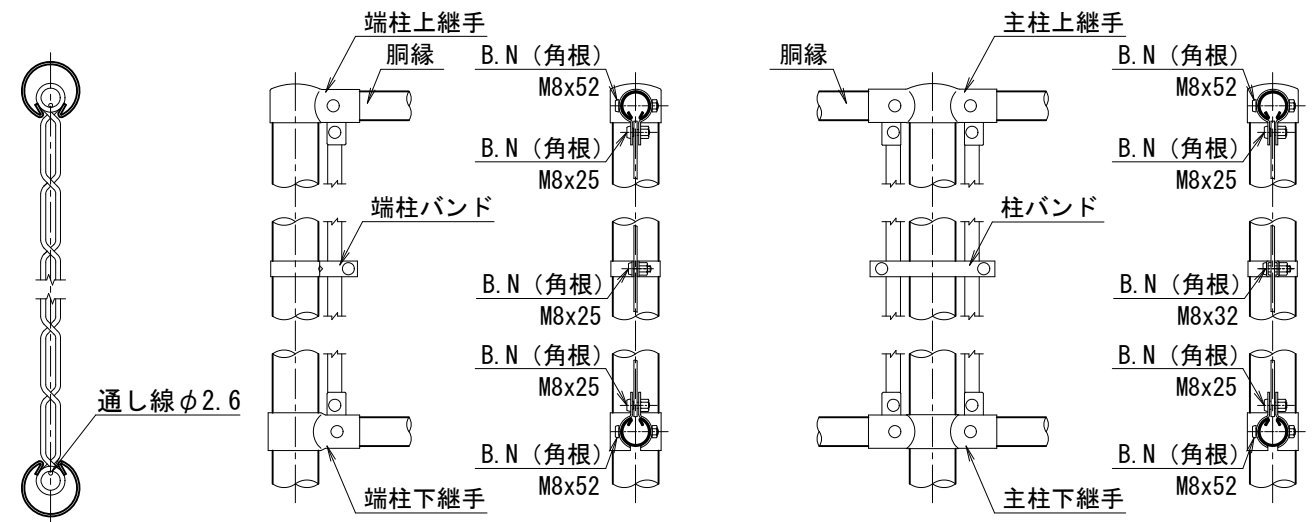 端柱上継手
胴縁
B.N (角根)
M8x52
B.N (角根)
M8x25
端柱バンド
B.N (角根)
M8x25
B.N (角根)
M8x25
通し線φ2.6
B.N (角根)
M8x52
端柱下継手
主柱上継手
胴縁
B.N (角根)
M8x52
B.N (角根)
M8x25
柱バンド
B.N (角根)
M8x32
B.N (角根)
M8x25
B.N (角根)
M8x52
主柱下継手